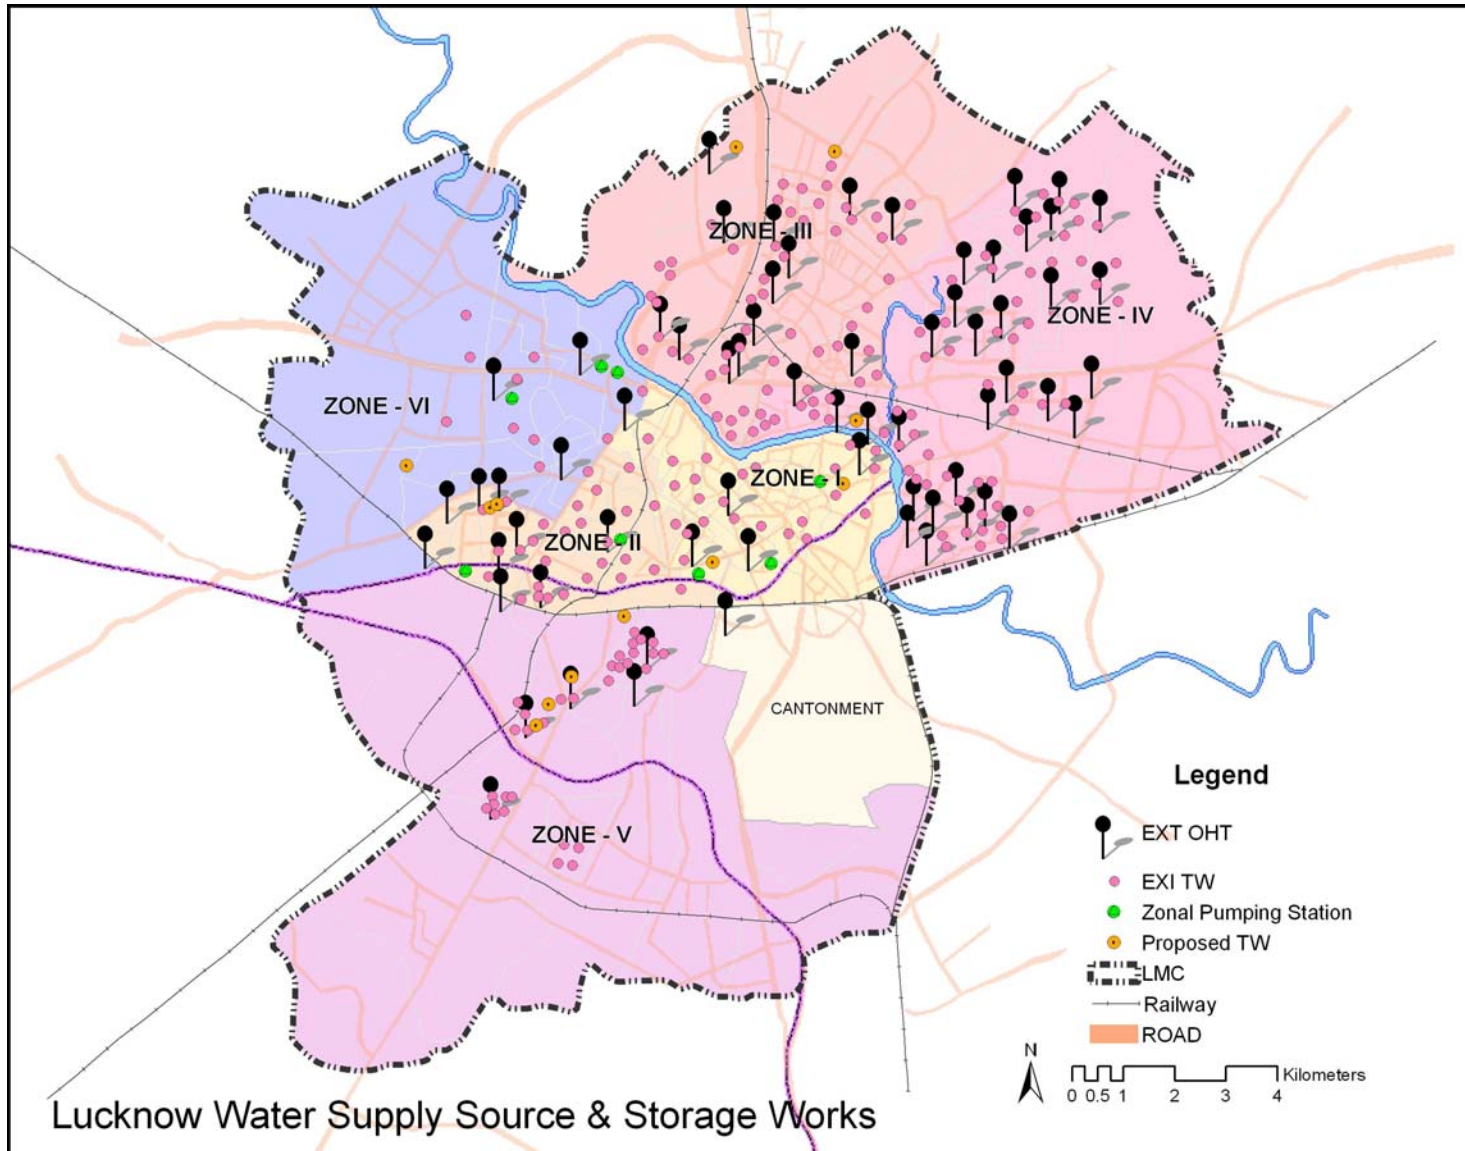 ZONE - III
ZONE - IV
ZONE - VI
ZONE - I
ZONE - II
CANTONMENT
ZONE - V
Legend
EXT OHT
EXI TW
Zonal Pumping Station
Proposed TW
LMC
Railway
ROAD
N
Kilometers
0 0.5 1 2 3 4
Lucknow Water Supply Source & Storage Works